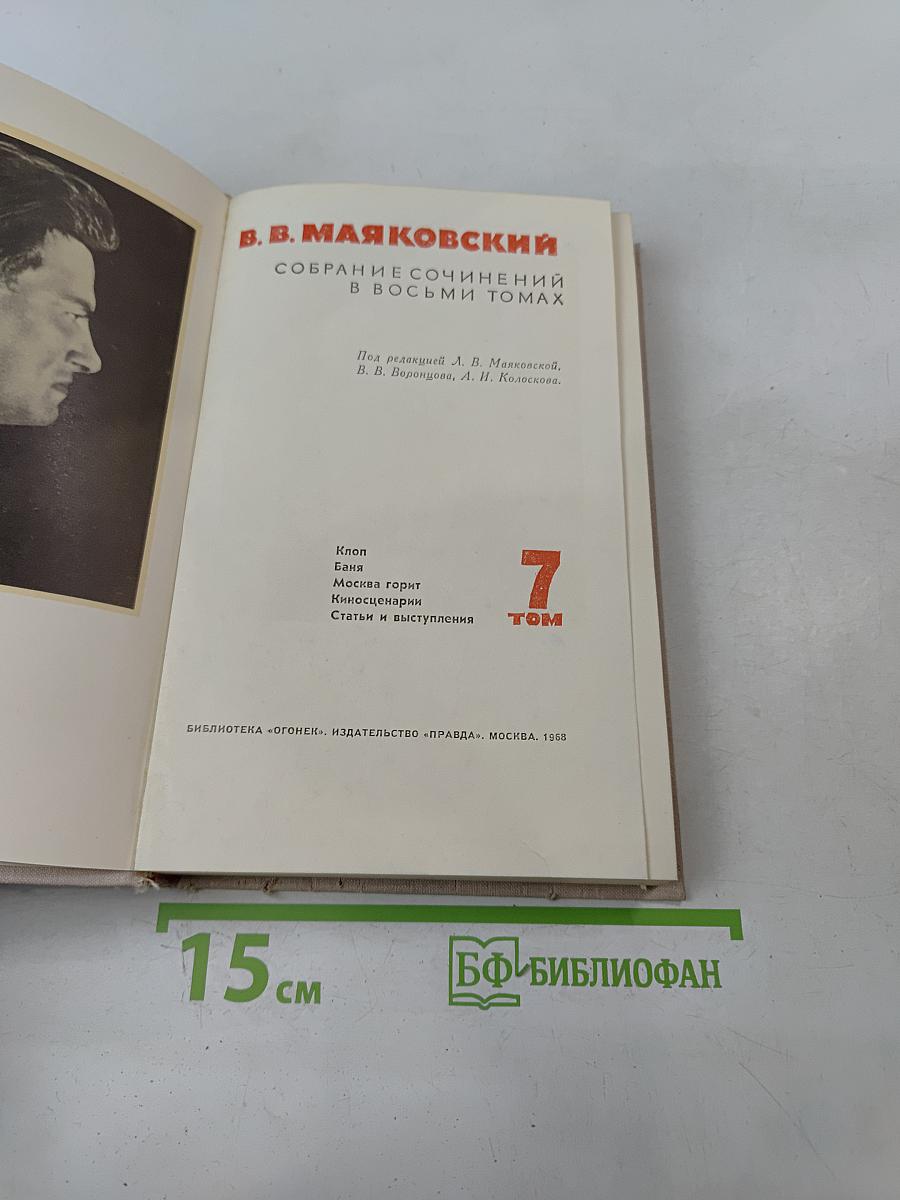 В. В. МАЯКОВСКИЙ
СОБРАНИЕ СОЧИНЕНИЙ
В ВОСЬМИ ТОМАХ
Под редакцией Л. В. Маяковской,
В. В. Воронцова, А. И. Колоскова.
Клоп
Баня
Москва горит
Киносценарии
Статьи и выступления
7
ТОМ
БИБЛИОТЕКА «ОГОНЕК». ИЗДАТЕЛЬСТВО «ПРАВДА». МОСКВА. 1968
15 см
БФ БИБЛИОФАН